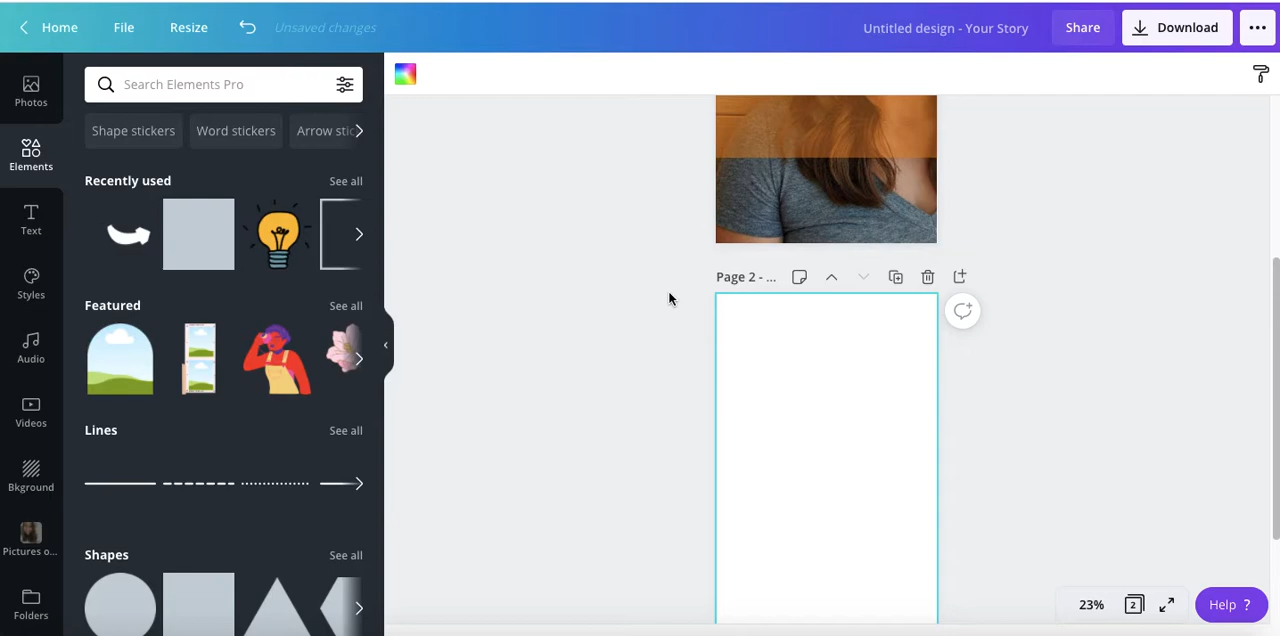 Home
File
Resize
Unsaved changes
Untitled design - Your Story
Share
Download
Photos
Elements
Text
Styles
Audio
Videos
Bkground
Pictures o...
Folders
Search Elements Pro
Shape stickers
Word stickers
Arrow stic
Recently used
See all
Featured
See all
Lines
See all
Shapes
See all
Page 2 - ...
23%
2
Help ?